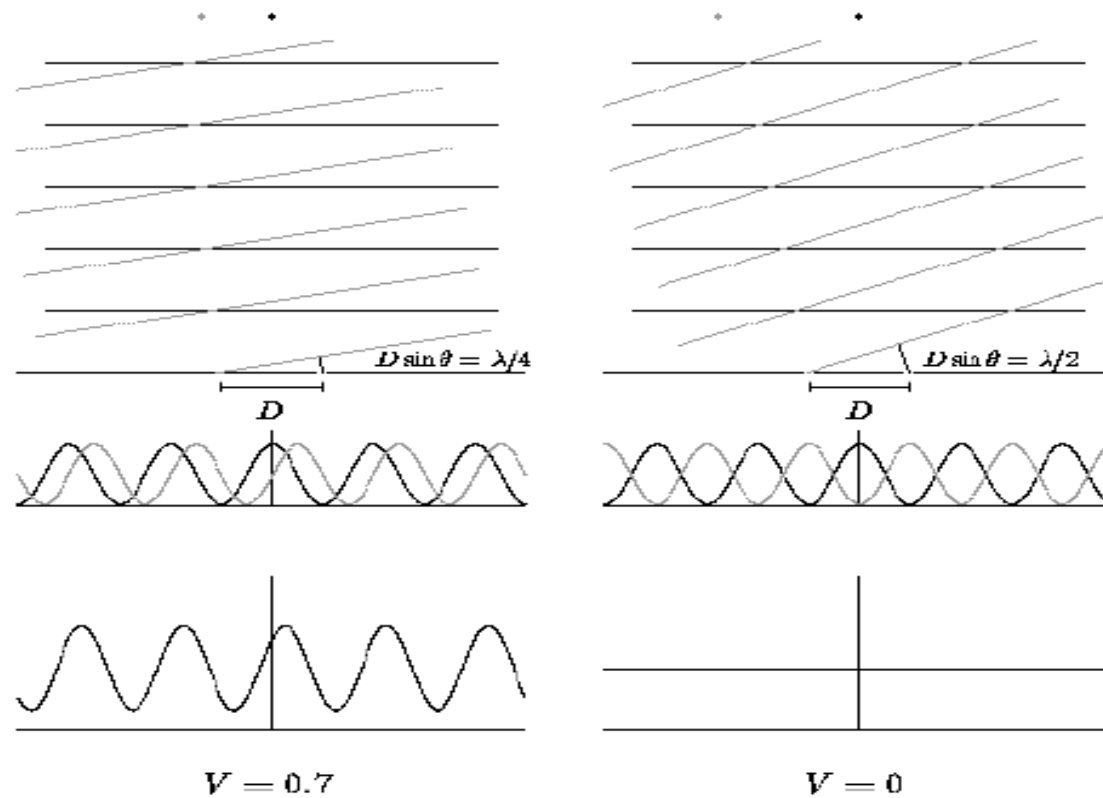 D sin θ = λ/4
D sin θ = λ/2
D
D
V = 0.7
V = 0